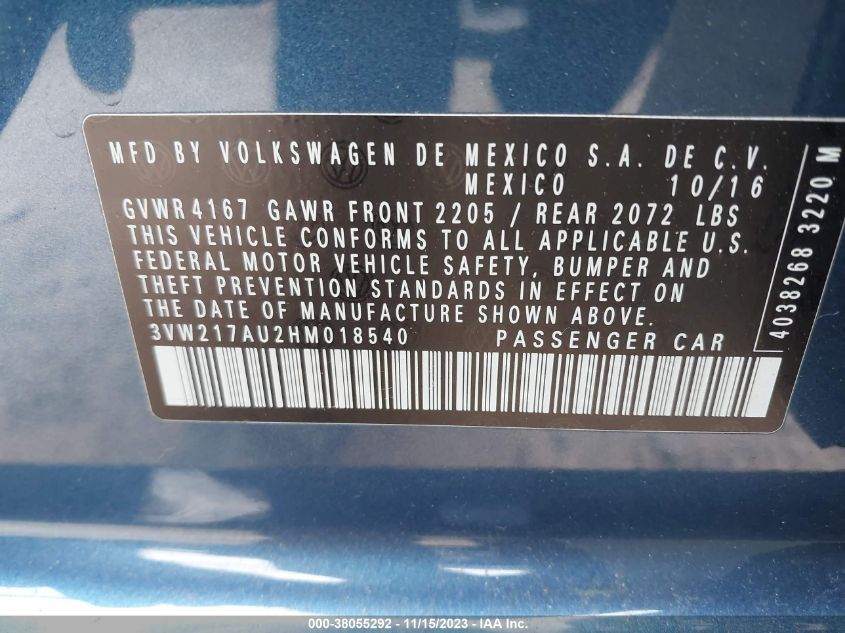 MFD BY VOLKSWAGEN DE MEXICO S.A. DE C.V.
MEXICO 10/16
GVWR 4167 GAWR FRONT 2205 / REAR 2072 LBS
THIS VEHICLE CONFORMS TO ALL APPLICABLE U.S.
FEDERAL MOTOR VEHICLE SAFETY, BUMPER AND
THEFT PREVENTION STANDARDS IN EFFECT ON
THE DATE OF MANUFACTURE SHOWN ABOVE.
3VW217AU2HM018540 PASSENGER CAR
4038268 3220 M
000-38055292 - 11/15/2023 - © IAA Inc.